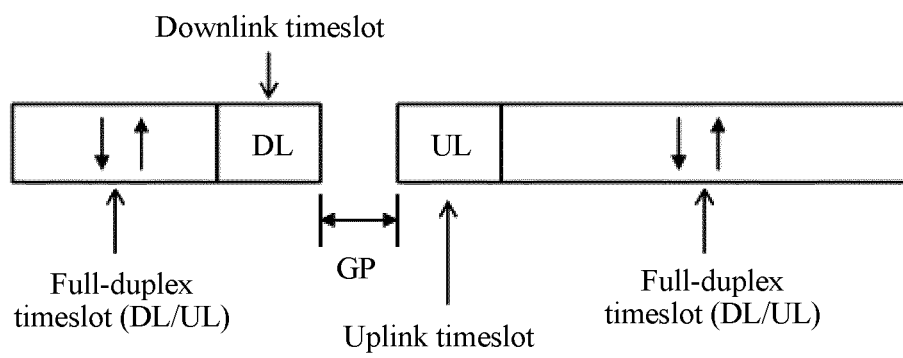 Downlink timeslot
DL
UL
GP
Full-duplex
timeslot (DL/UL)
Uplink timeslot
Full-duplex
timeslot (DL/UL)